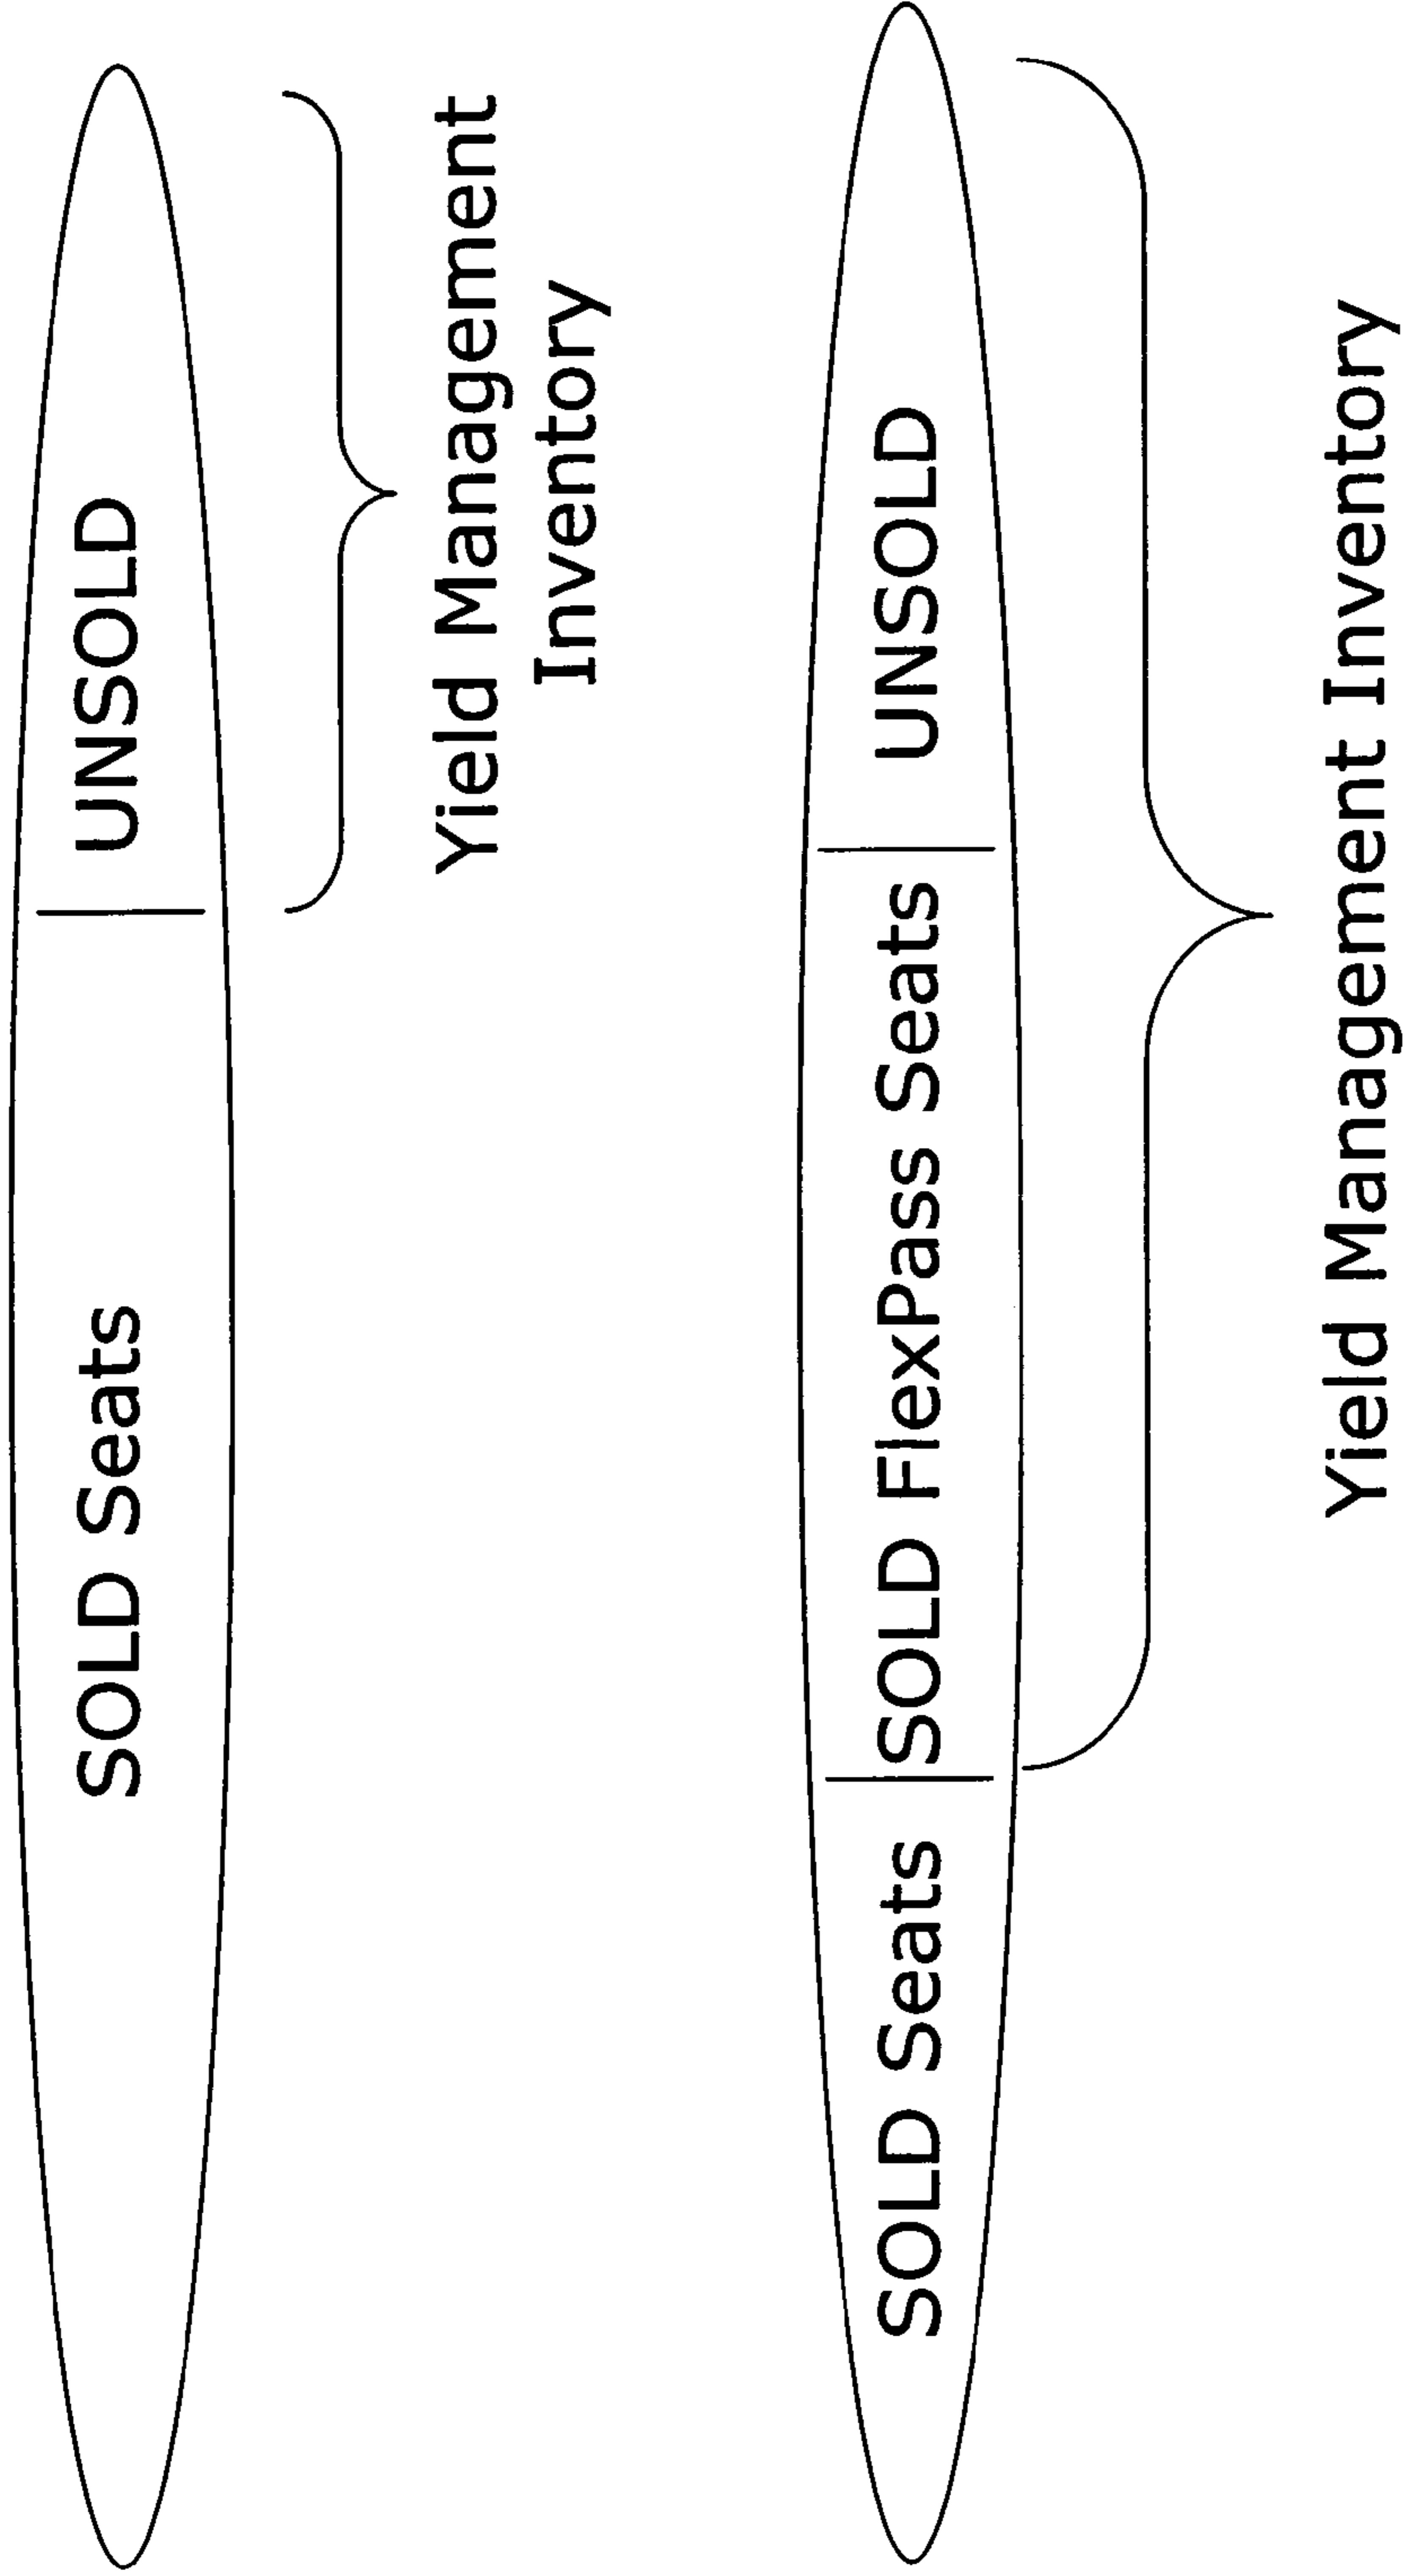 SOLD Seats
UNSOLD
Yield Management
Inventory
SOLD Seats
SOLD FlexPass Seats
UNSOLD
Yield Management Inventory